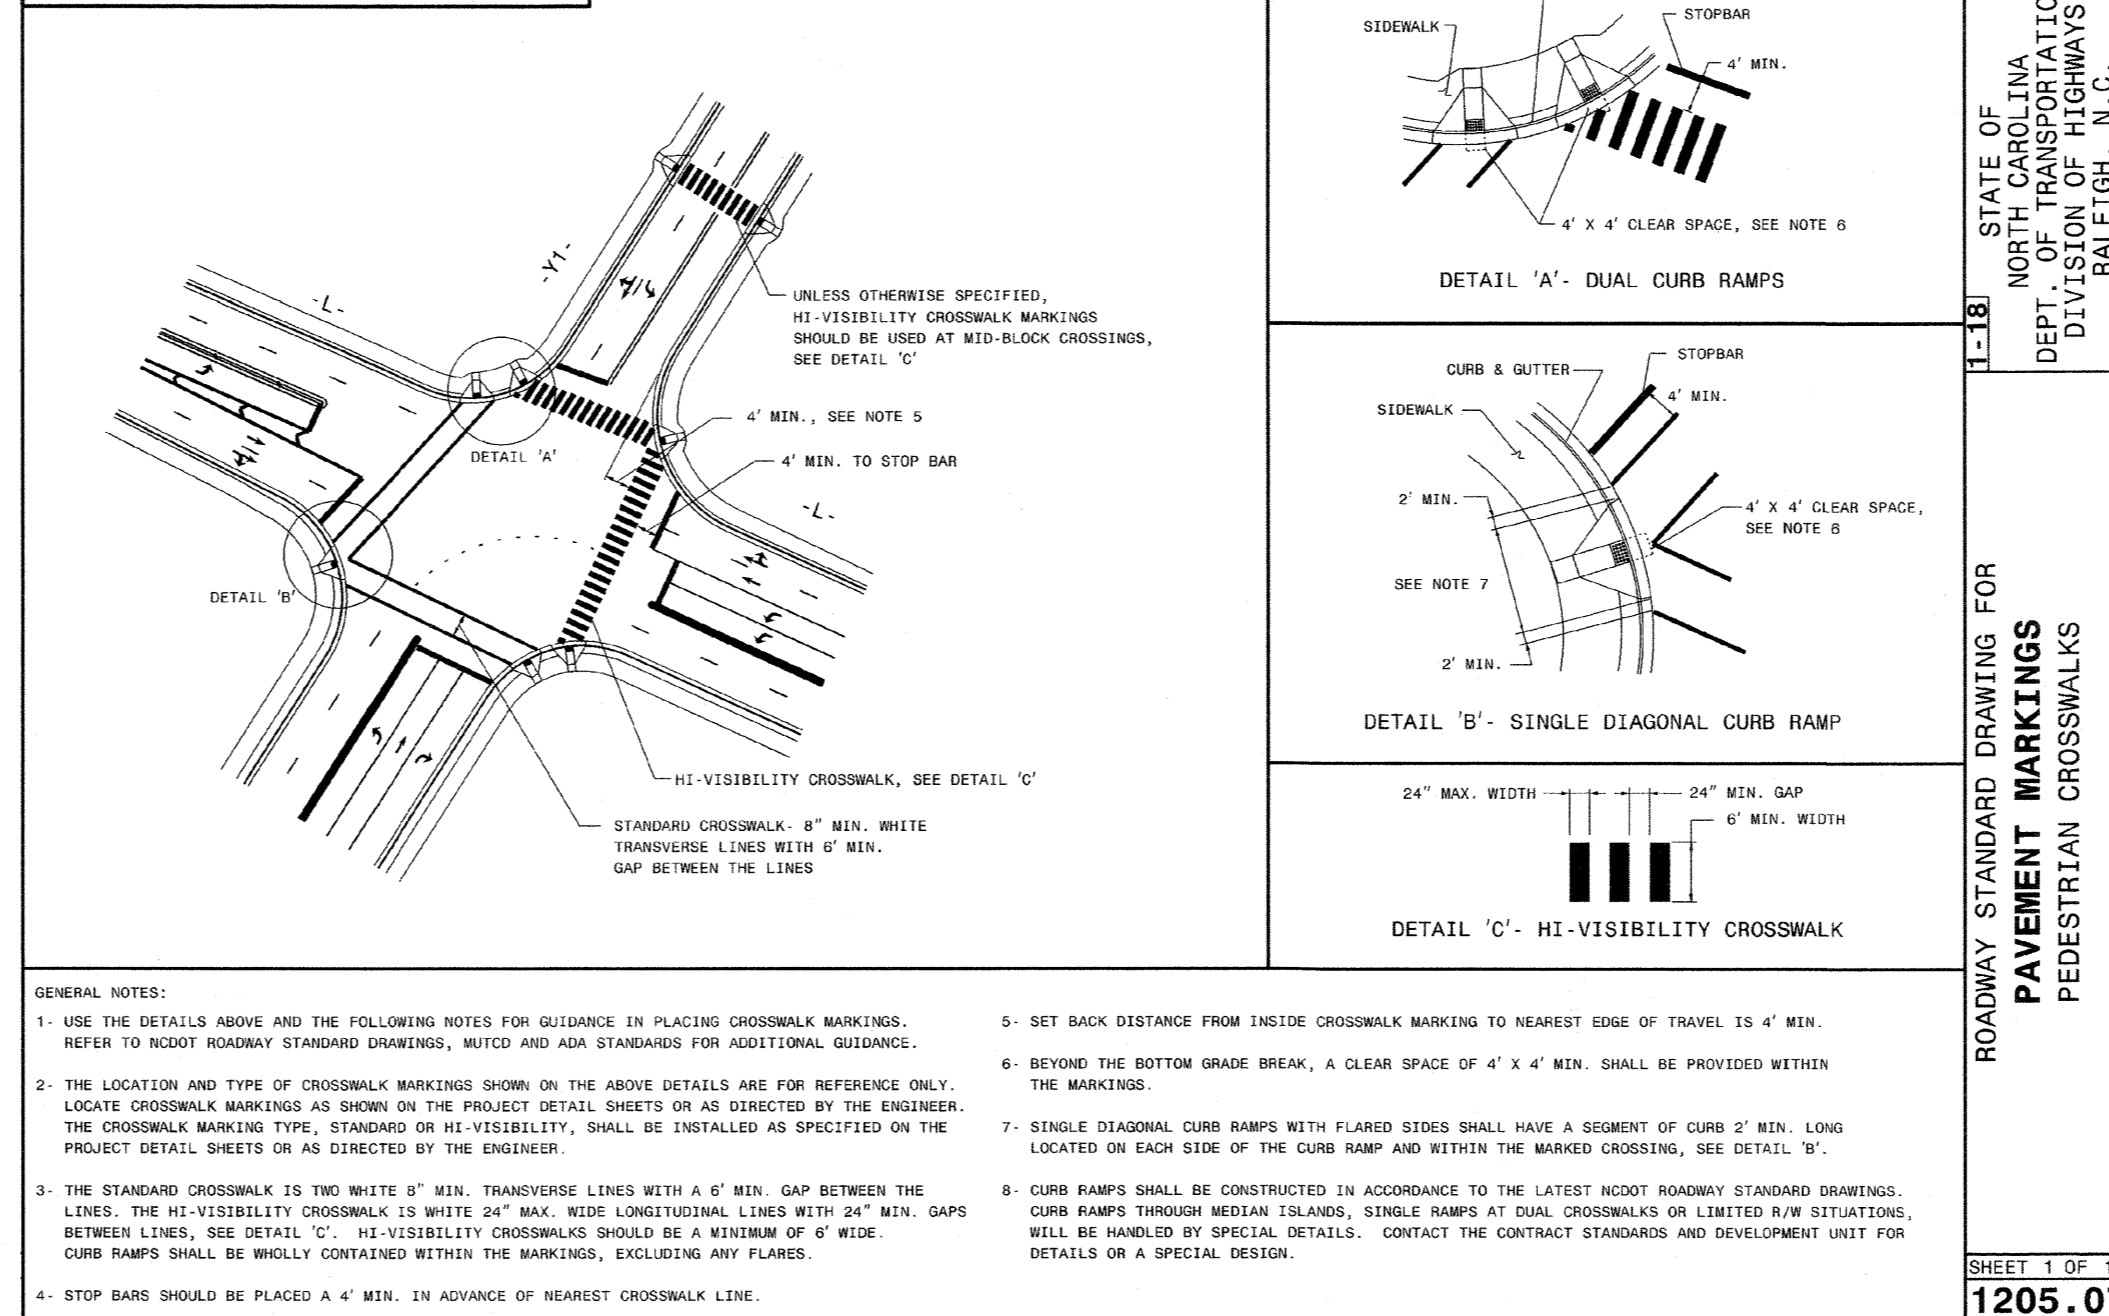 -Y1-
-L-
UNLESS OTHERWISE SPECIFIED,
HI-VISIBILITY CROSSWALK MARKINGS
SHOULD BE USED AT MID-BLOCK CROSSINGS,
SEE DETAIL 'C'
4' MIN., SEE NOTE 5
DETAIL 'A'
4' MIN. TO STOP BAR
-L-
DETAIL 'B'
HI-VISIBILITY CROSSWALK, SEE DETAIL 'C'
STANDARD CROSSWALK- 8" MIN. WHITE
TRANSVERSE LINES WITH 6' MIN.
GAP BETWEEN THE LINES
SIDEWALK
STOPBAR
4' MIN.
4' X 4' CLEAR SPACE, SEE NOTE 6
DETAIL 'A'- DUAL CURB RAMPS
STOPBAR
CURB & GUTTER
4' MIN.
SIDEWALK
2' MIN.
4' X 4' CLEAR SPACE,
SEE NOTE 6
SEE NOTE 7
2' MIN.
DETAIL 'B'- SINGLE DIAGONAL CURB RAMP
24" MAX. WIDTH
24" MIN. GAP
6' MIN. WIDTH
DETAIL 'C'- HI-VISIBILITY CROSSWALK
GENERAL NOTES:
1- USE THE DETAILS ABOVE AND THE FOLLOWING NOTES FOR GUIDANCE IN PLACING CROSSWALK MARKINGS.
REFER TO NCDOT ROADWAY STANDARD DRAWINGS, MUTCD AND ADA STANDARDS FOR ADDITIONAL GUIDANCE.
2- THE LOCATION AND TYPE OF CROSSWALK MARKINGS SHOWN ON THE ABOVE DETAILS ARE FOR REFERENCE ONLY.
LOCATE CROSSWALK MARKINGS AS SHOWN ON THE PROJECT DETAIL SHEETS OR AS DIRECTED BY THE ENGINEER.
THE CROSSWALK MARKING TYPE, STANDARD OR HI-VISIBILITY, SHALL BE INSTALLED AS SPECIFIED ON THE
PROJECT DETAIL SHEETS OR AS DIRECTED BY THE ENGINEER.
3- THE STANDARD CROSSWALK IS TWO WHITE 8" MIN. TRANSVERSE LINES WITH A 6' MIN. GAP BETWEEN THE
LINES. THE HI-VISIBILITY CROSSWALK IS WHITE 24" MAX. WIDE LONGITUDINAL LINES WITH 24" MIN. GAPS
BETWEEN LINES, SEE DETAIL 'C'. HI-VISIBILITY CROSSWALKS SHOULD BE A MINIMUM OF 6' WIDE.
CURB RAMPS SHALL BE WHOLLY CONTAINED WITHIN THE MARKINGS, EXCLUDING ANY FLARES.
4- STOP BARS SHOULD BE PLACED A 4' MIN. IN ADVANCE OF NEAREST CROSSWALK LINE.
5- SET BACK DISTANCE FROM INSIDE CROSSWALK MARKING TO NEAREST EDGE OF TRAVEL IS 4' MIN.
6- BEYOND THE BOTTOM GRADE BREAK, A CLEAR SPACE OF 4' X 4' MIN. SHALL BE PROVIDED WITHIN
THE MARKINGS.
7- SINGLE DIAGONAL CURB RAMPS WITH FLARED SIDES SHALL HAVE A SEGMENT OF CURB 2' MIN. LONG
LOCATED ON EACH SIDE OF THE CURB RAMP AND WITHIN THE MARKED CROSSING, SEE DETAIL 'B'.
8- CURB RAMPS SHALL BE CONSTRUCTED IN ACCORDANCE TO THE LATEST NCDOT ROADWAY STANDARD DRAWINGS.
CURB RAMPS THROUGH MEDIAN ISLANDS, SINGLE RAMPS AT DUAL CROSSWALKS OR LIMITED R/W SITUATIONS,
WILL BE HANDLED BY SPECIAL DETAILS. CONTACT THE CONTRACT STANDARDS AND DEVELOPMENT UNIT FOR
DETAILS OR A SPECIAL DESIGN.
1-18
STATE OF
NORTH CAROLINA
DEPT. OF TRANSPORTATIO
DIVISION OF HIGHWAYS
RALEIGH, N.C.
ROADWAY STANDARD DRAWING FOR
PAVEMENT MARKINGS
PEDESTRIAN CROSSWALKS
SHEET 1 OF 1
1205.0